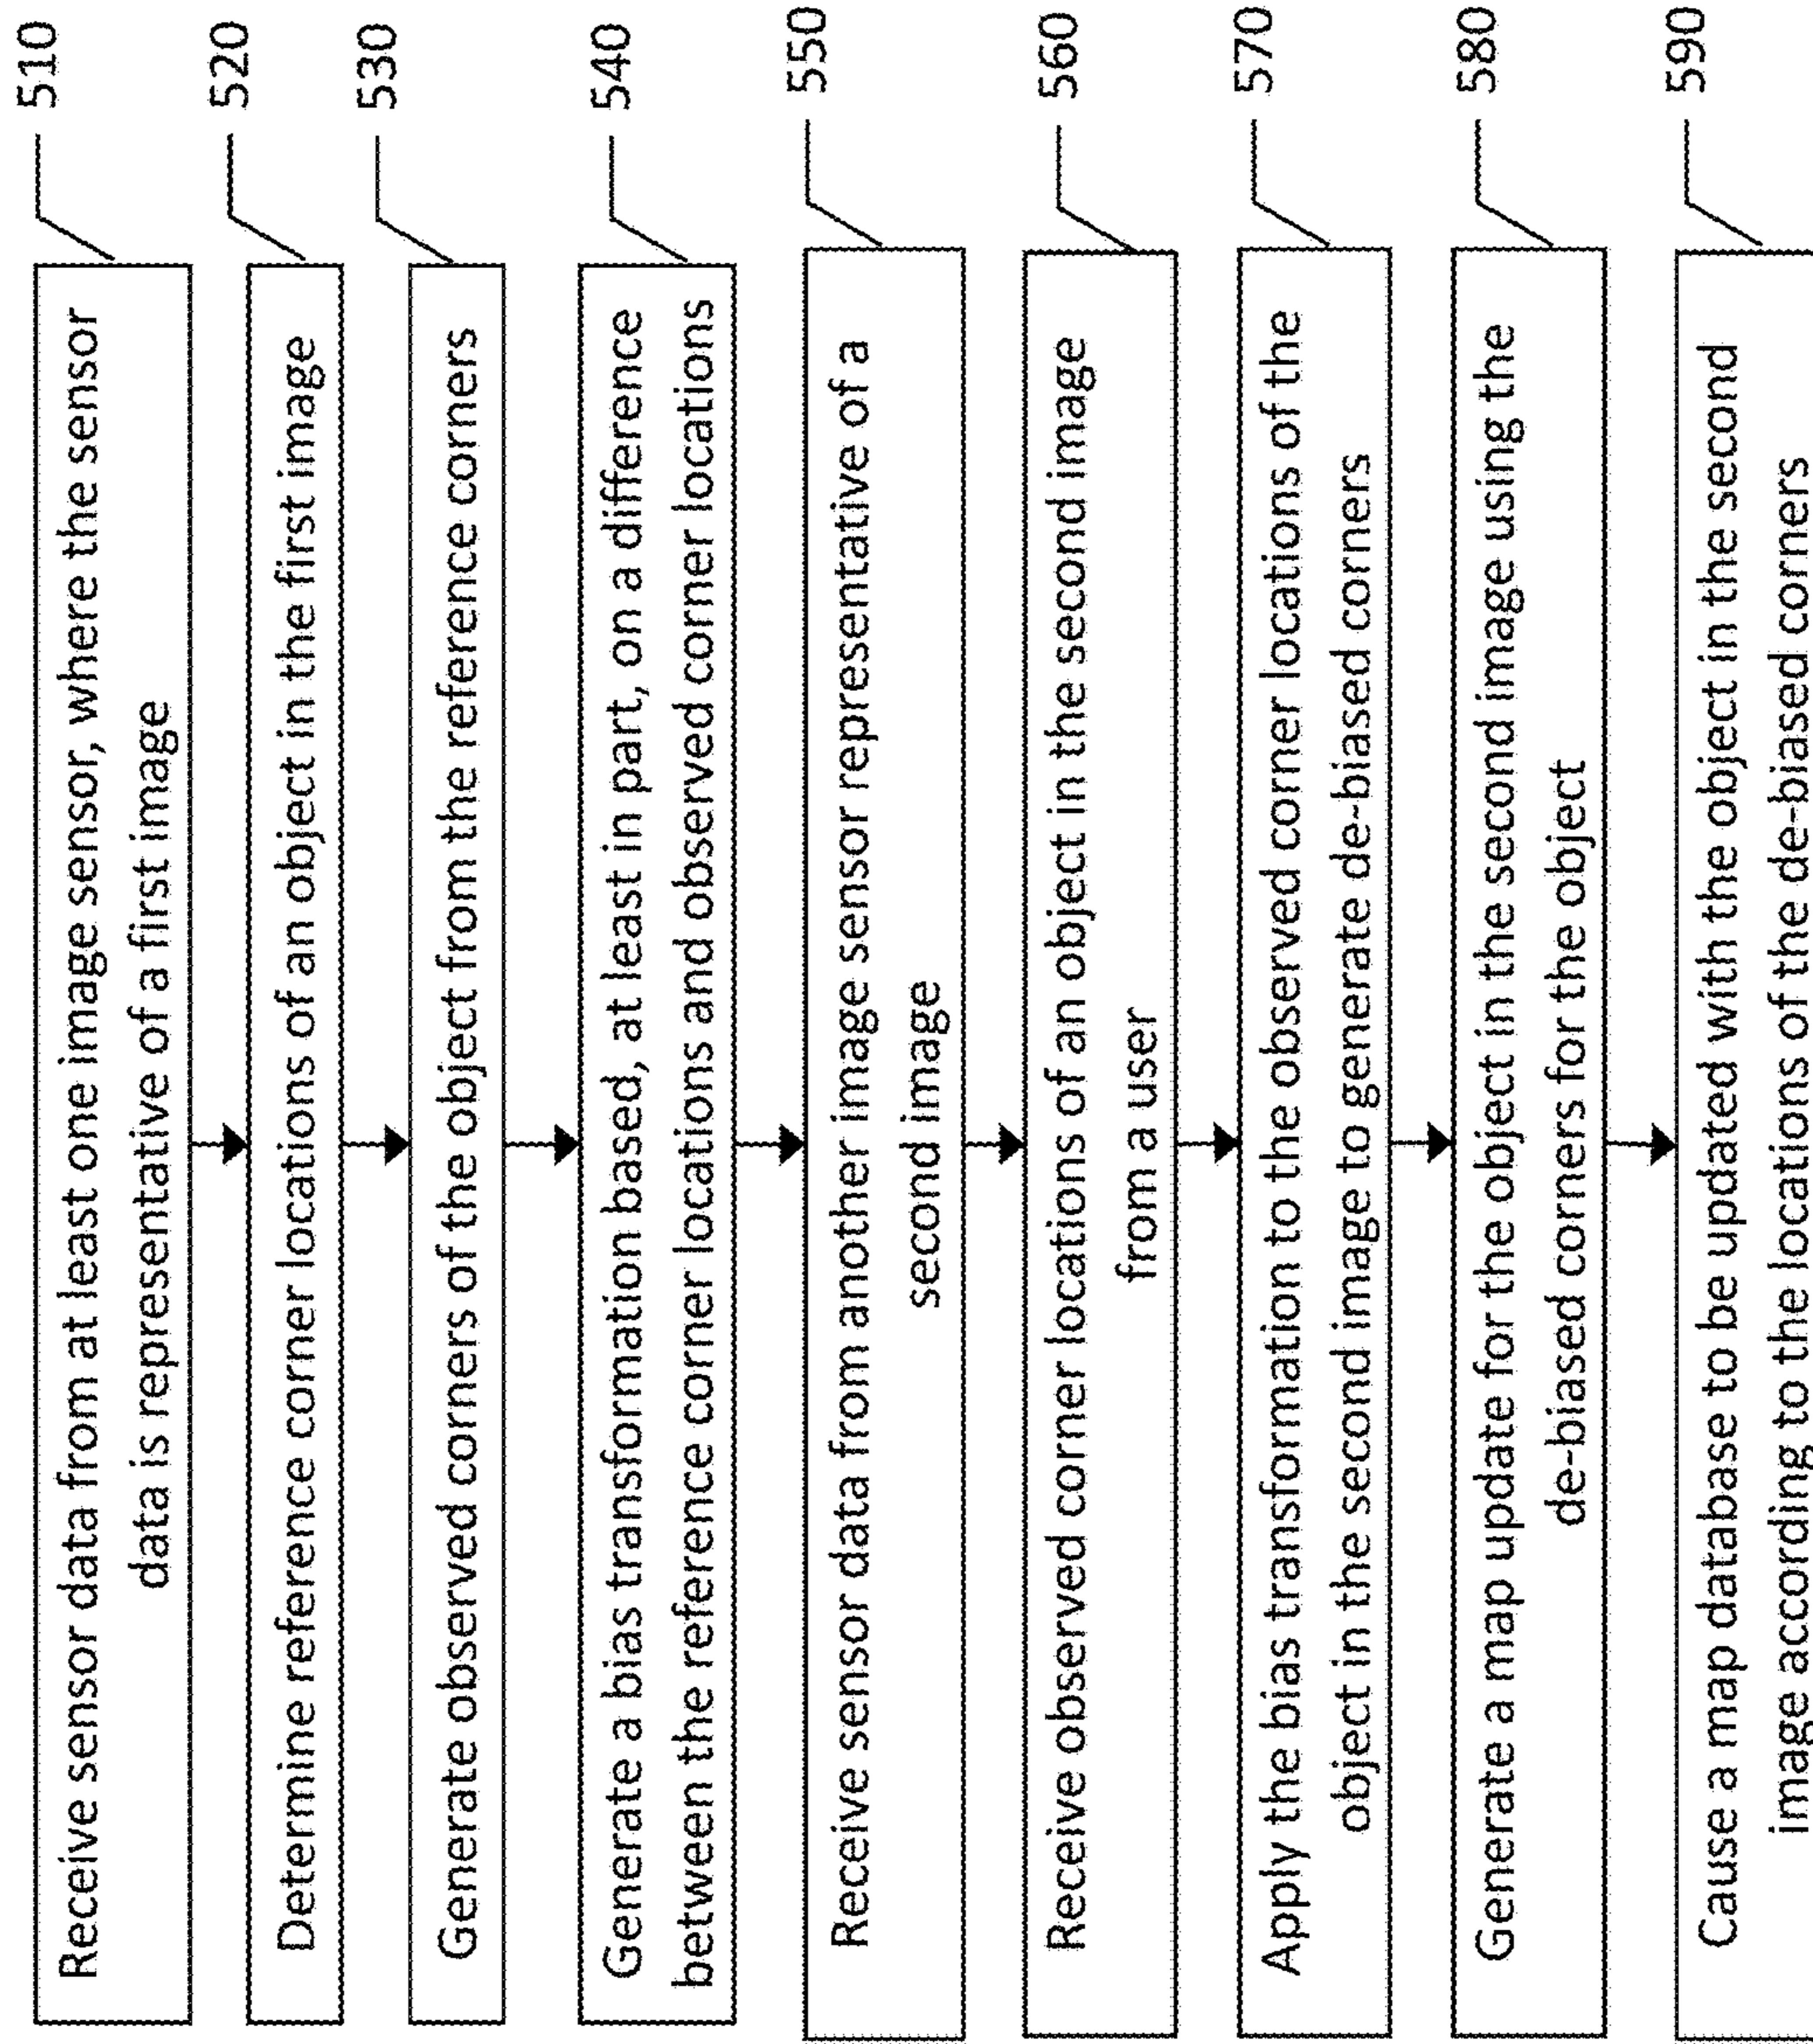 Receive sensor data from at least one image sensor, where the sensor
data is representative of a first image
510
Determine reference corner locations of an object in the first image
520
Generate observed corners of the object from the reference corners
530
Generate a bias transformation based, at least in part, on a difference
between the reference corner locations and observed corner locations
540
Receive sensor data from another image sensor representative of a
second image
550
Receive observed corner locations of an object in the second image
from a user
560
Apply the bias transformation to the observed corner locations of the
object in the second image to generate de-biased corners
570
Generate a map update for the object in the second image using the
de-biased corners for the object
580
Cause a map database to be updated with the object in the second
image according to the locations of the de-biased corners
590